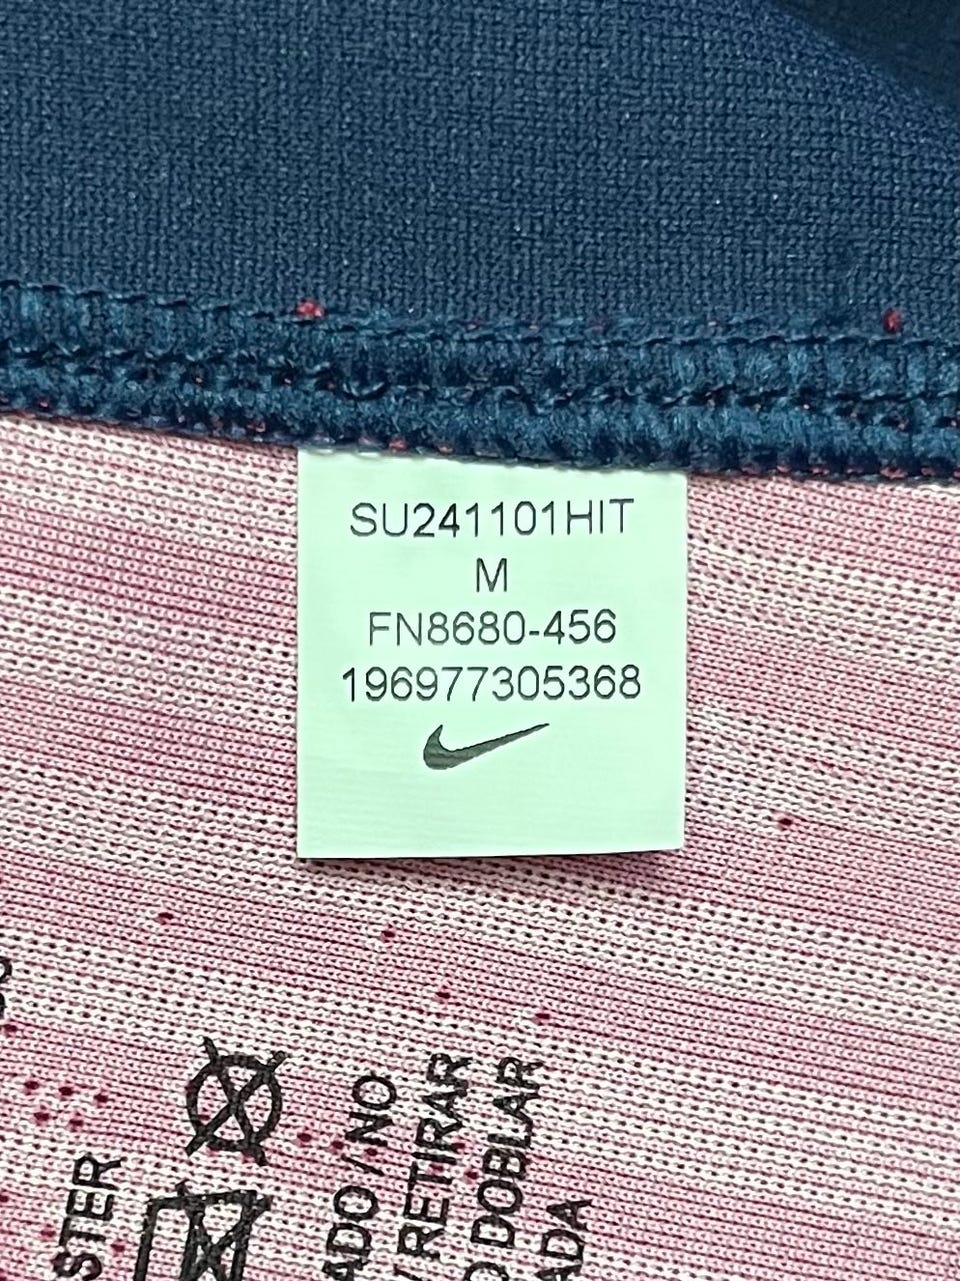 SU241101HIT
M
FN8680-456
196977305368
STER
ADO / NO
/ RETIRAR
DOBLAR
ADA